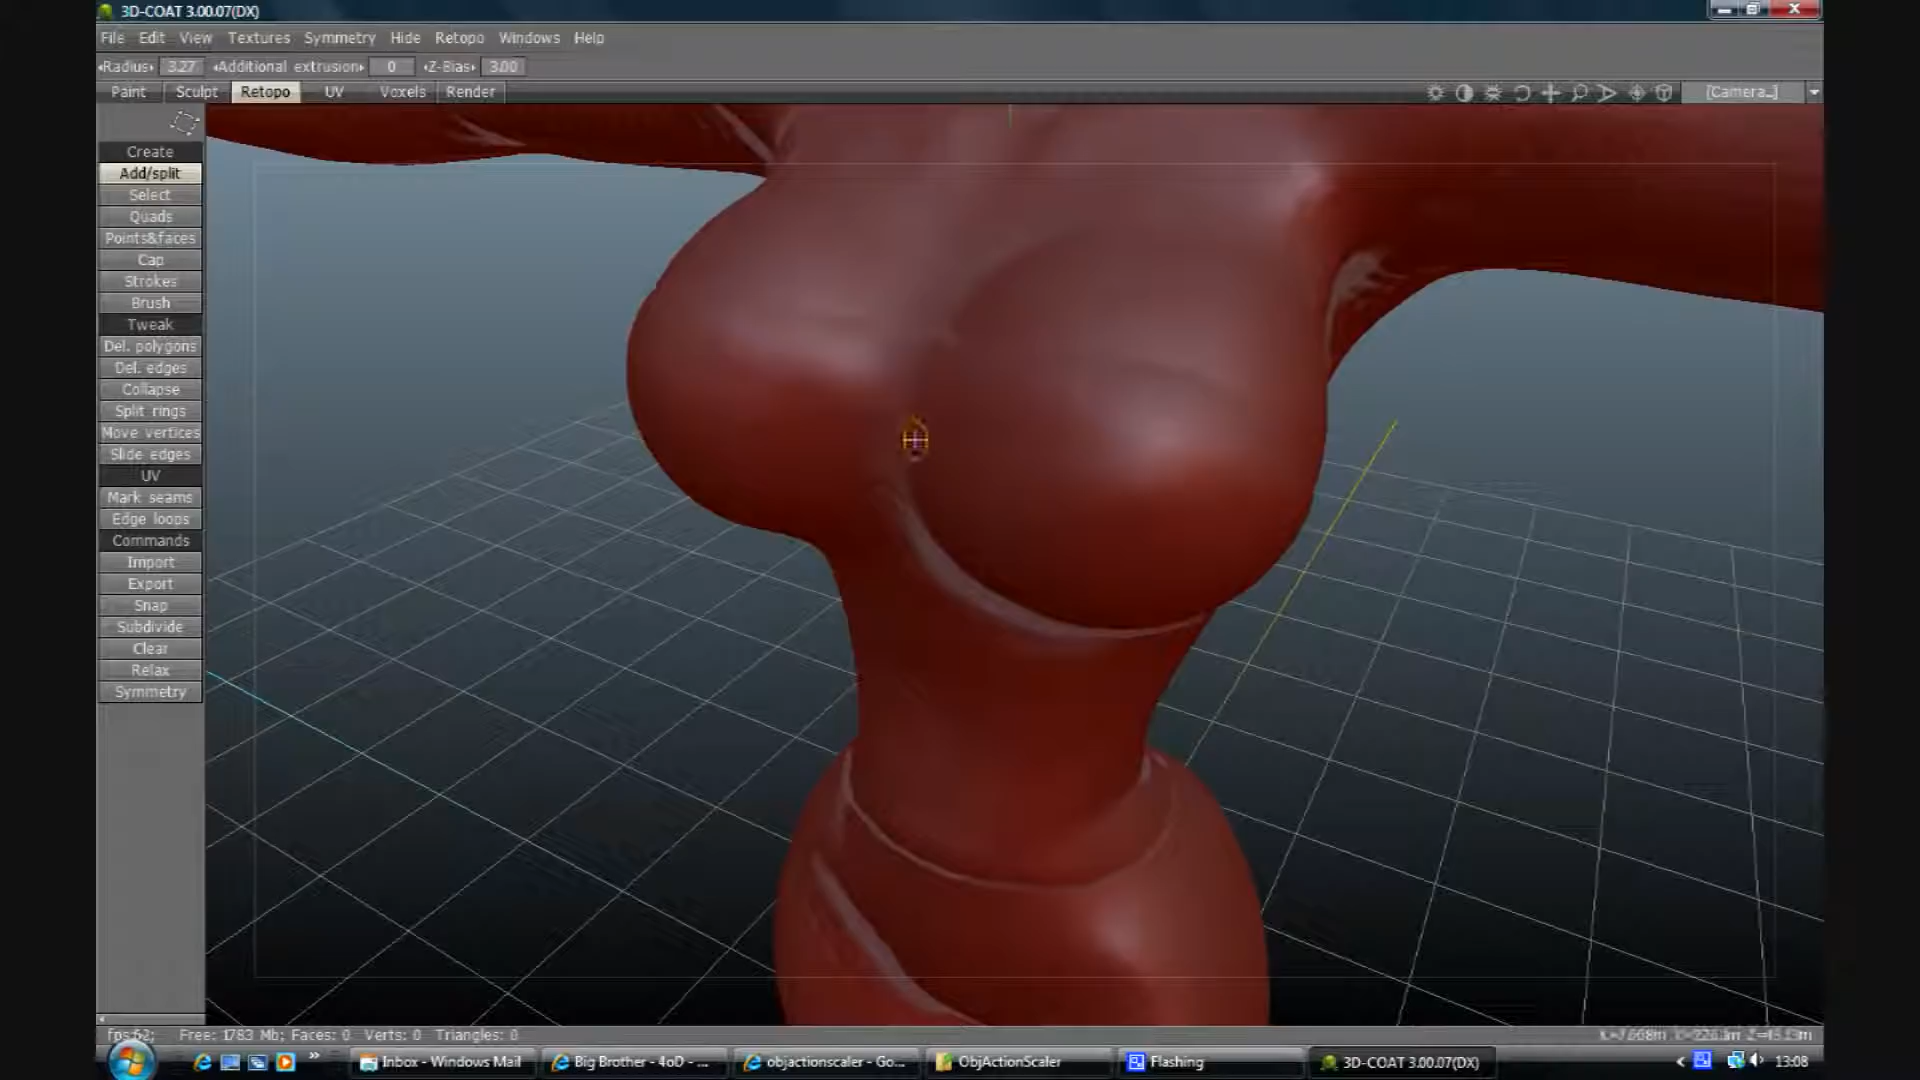 3D-COAT 3.00.07(DX)
File Edit View Textures Symmetry Hide Retopo Windows Help
Radius 3.27 Additional extrusion 0 Z-Bias 3.00
Paint Sculpt Retopo UV Voxels Render [Camera_]
Create
Add/split
Select
Quads
Points&faces
Cap
Strokes
Brush
Tweak
Del. polygons
Del. edges
Collapse
Split rings
Move vertices
Slide edges
UV
Mark seams
Edge loops
Commands
Import
Export
Snap
Subdivide
Clear
Relax
Symmetry
fps:62; Free: 1783 Mb; Faces: 0 Verts: 0 Triangles: 0
Inbox - Windows Mail Big Brother - 4oD - ... objactionscaler - Go... ObjActionScaler Flashing 3D-COAT 3.00.07(DX) 13:08